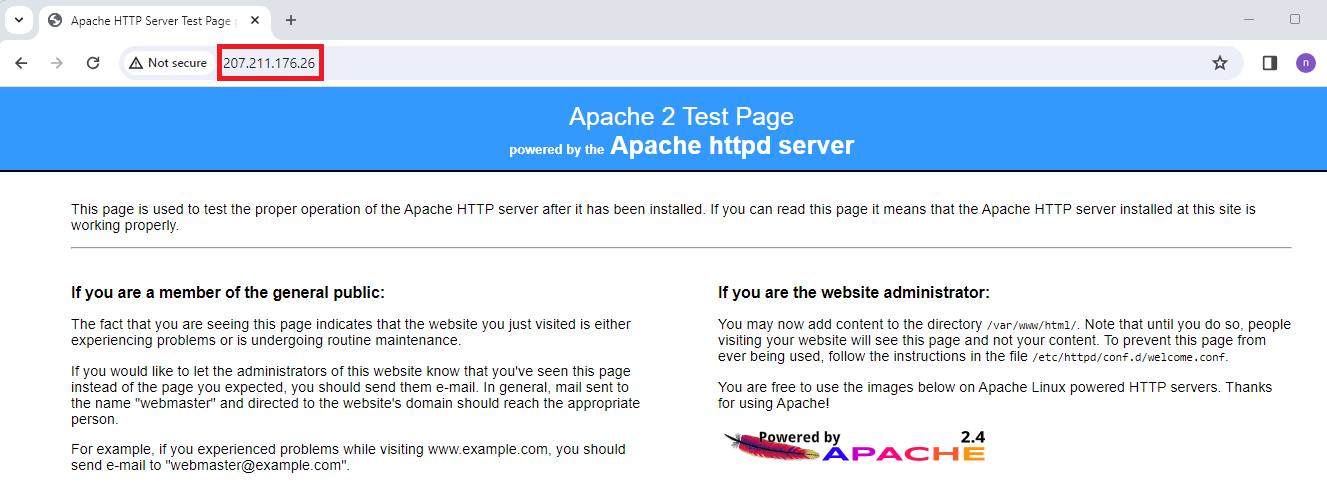 Apache HTTP Server Test Page
Not secure
207.211.176.26
n
Apache 2 Test Page
powered by the Apache httpd server
This page is used to test the proper operation of the Apache HTTP server after it has been installed. If you can read this page it means that the Apache HTTP server installed at this site is
working properly.
If you are a member of the general public:
The fact that you are seeing this page indicates that the website you just visited is either
experiencing problems or is undergoing routine maintenance.
If you would like to let the administrators of this website know that you've seen this page
instead of the page you expected, you should send them e-mail. In general, mail sent to
the name "webmaster" and directed to the website's domain should reach the appropriate
person.
For example, if you experienced problems while visiting www.example.com, you should
send e-mail to "webmaster@example.com".
If you are the website administrator:
You may now add content to the directory /var/www/html/. Note that until you do so, people
visiting your website will see this page and not your content. To prevent this page from
ever being used, follow the instructions in the file /etc/httpd/conf.d/welcome.conf.
You are free to use the images below on Apache Linux powered HTTP servers. Thanks
for using Apache!
Powered by 2.4
APACHE